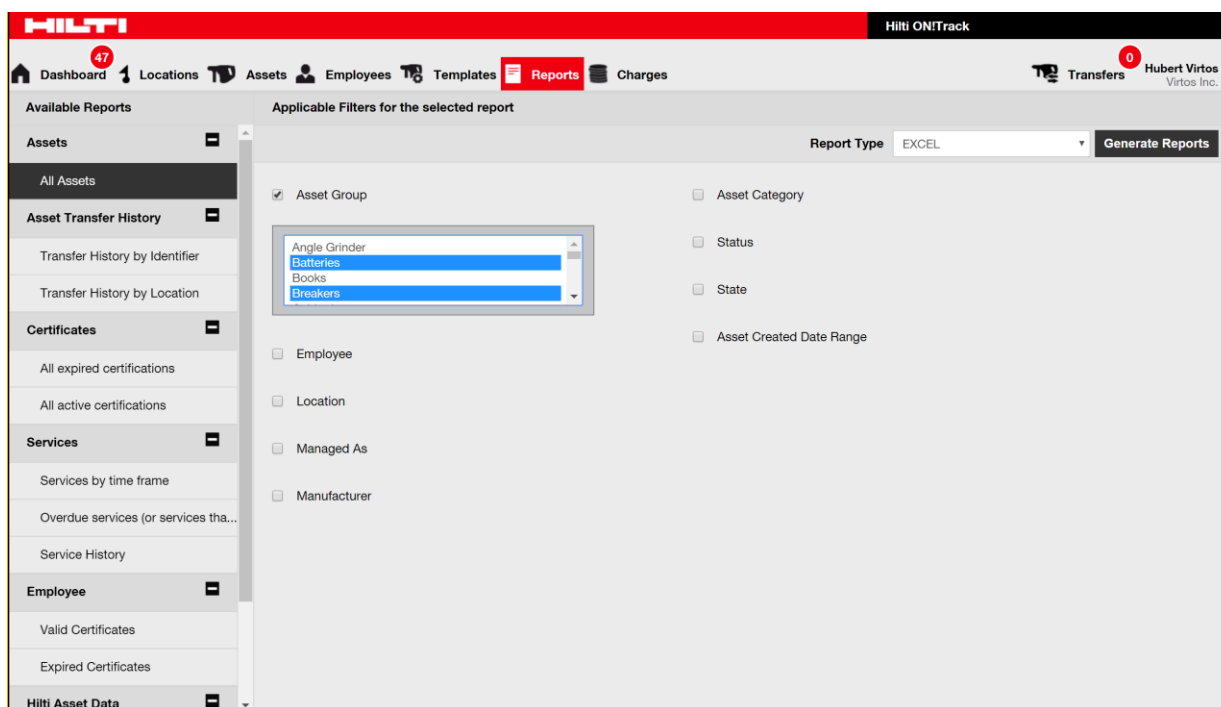 HILTI
Hilti ON!Track
47
Dashboard Locations Assets Employees Templates Reports Charges
0
Transfers
Hubert Virtos
Virtos Inc.
Available Reports
Applicable Filters for the selected report
Assets
Report Type EXCEL Generate Reports
All Assets
Asset Transfer History
Transfer History by Identifier
Transfer History by Location
Certificates
All expired certifications
All active certifications
Services
Services by time frame
Overdue services (or services tha...
Service History
Employee
Valid Certificates
Expired Certificates
Hilti Asset Data
Asset Group
Angle Grinder
Batteries
Books
Breakers
Employee
Location
Managed As
Manufacturer
Asset Category
Status
State
Asset Created Date Range